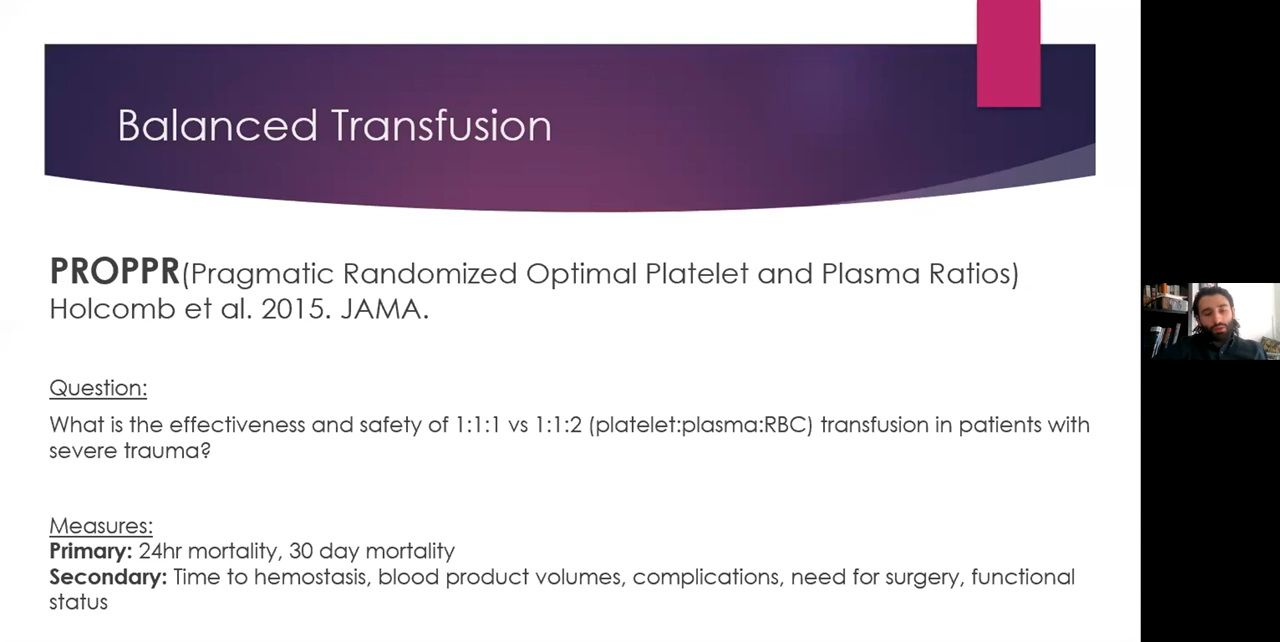 Balanced Transfusion
PROPPR(Pragmatic Randomized Optimal Platelet and Plasma Ratios)
Holcomb et al. 2015. JAMA.
Question:
What is the effectiveness and safety of 1:1:1 vs 1:1:2 (platelet:plasma:RBC) transfusion in patients with
severe trauma?
Measures:
Primary: 24hr mortality, 30 day mortality
Secondary: Time to hemostasis, blood product volumes, complications, need for surgery, functional
status